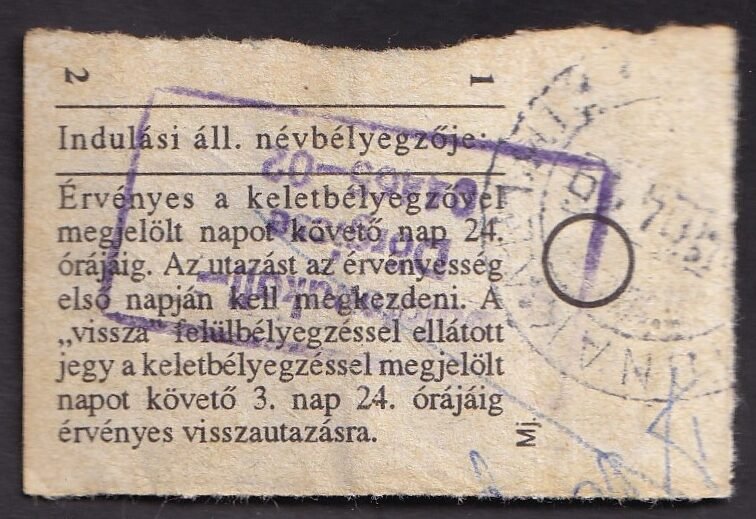 2 1
Indulási áll. névbélyegzője:
Érvényes a keletbélyegzővel
megjelölt napot követő nap 24.
órájáig. Az utazást az érvényesség
első napján kell megkezdeni. A
„vissza” felülbélyegzéssel ellátott
jegy a keletbélyegzéssel megjelölt
napot követő 3. nap 24. órájáig
érvényes visszautazásra.
Mj.